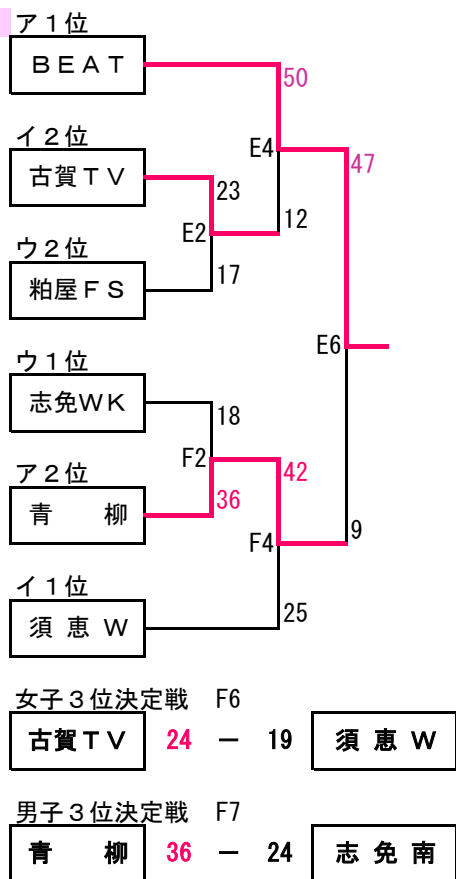 ア１位
ＢＥＡＴ
50
E4
47
イ２位
古賀ＴＶ
23
E2
12
ウ２位
粕屋ＦＳ
17
E6
ウ１位
志免ＷＫ
18
F2
42
ア２位
青　　柳
36
F4
9
イ１位
須 恵 Ｗ
25
女子３位決定戦　F6
古賀ＴＶ　24　－　19　須 恵 Ｗ
男子３位決定戦　F7
青　　柳　36　－　24　志 免 南